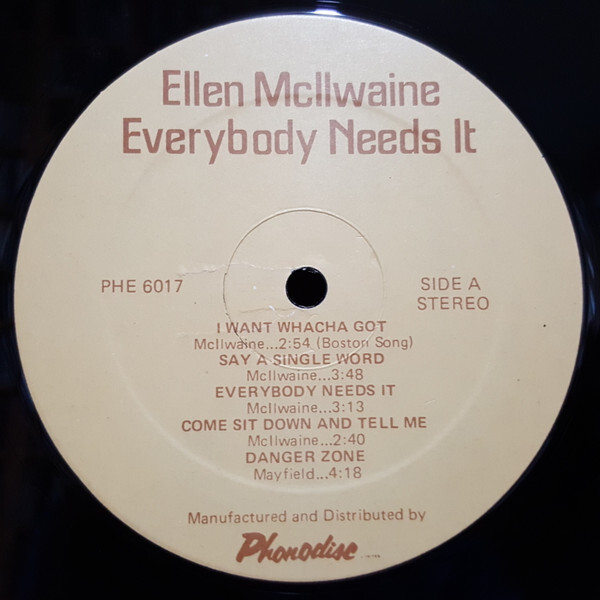 Ellen McIlwaine
Everybody Needs It
PHE 6017
SIDE A
STEREO
I WANT WHACHA GOT
McIlwaine...2:54 (Boston Song)
SAY A SINGLE WORD
McIlwaine...3:48
EVERYBODY NEEDS IT
McIlwaine...3:13
COME SIT DOWN AND TELL ME
McIlwaine...2:40
DANGER ZONE
Mayfield...4:18
Manufactured and Distributed by
Phonodisc